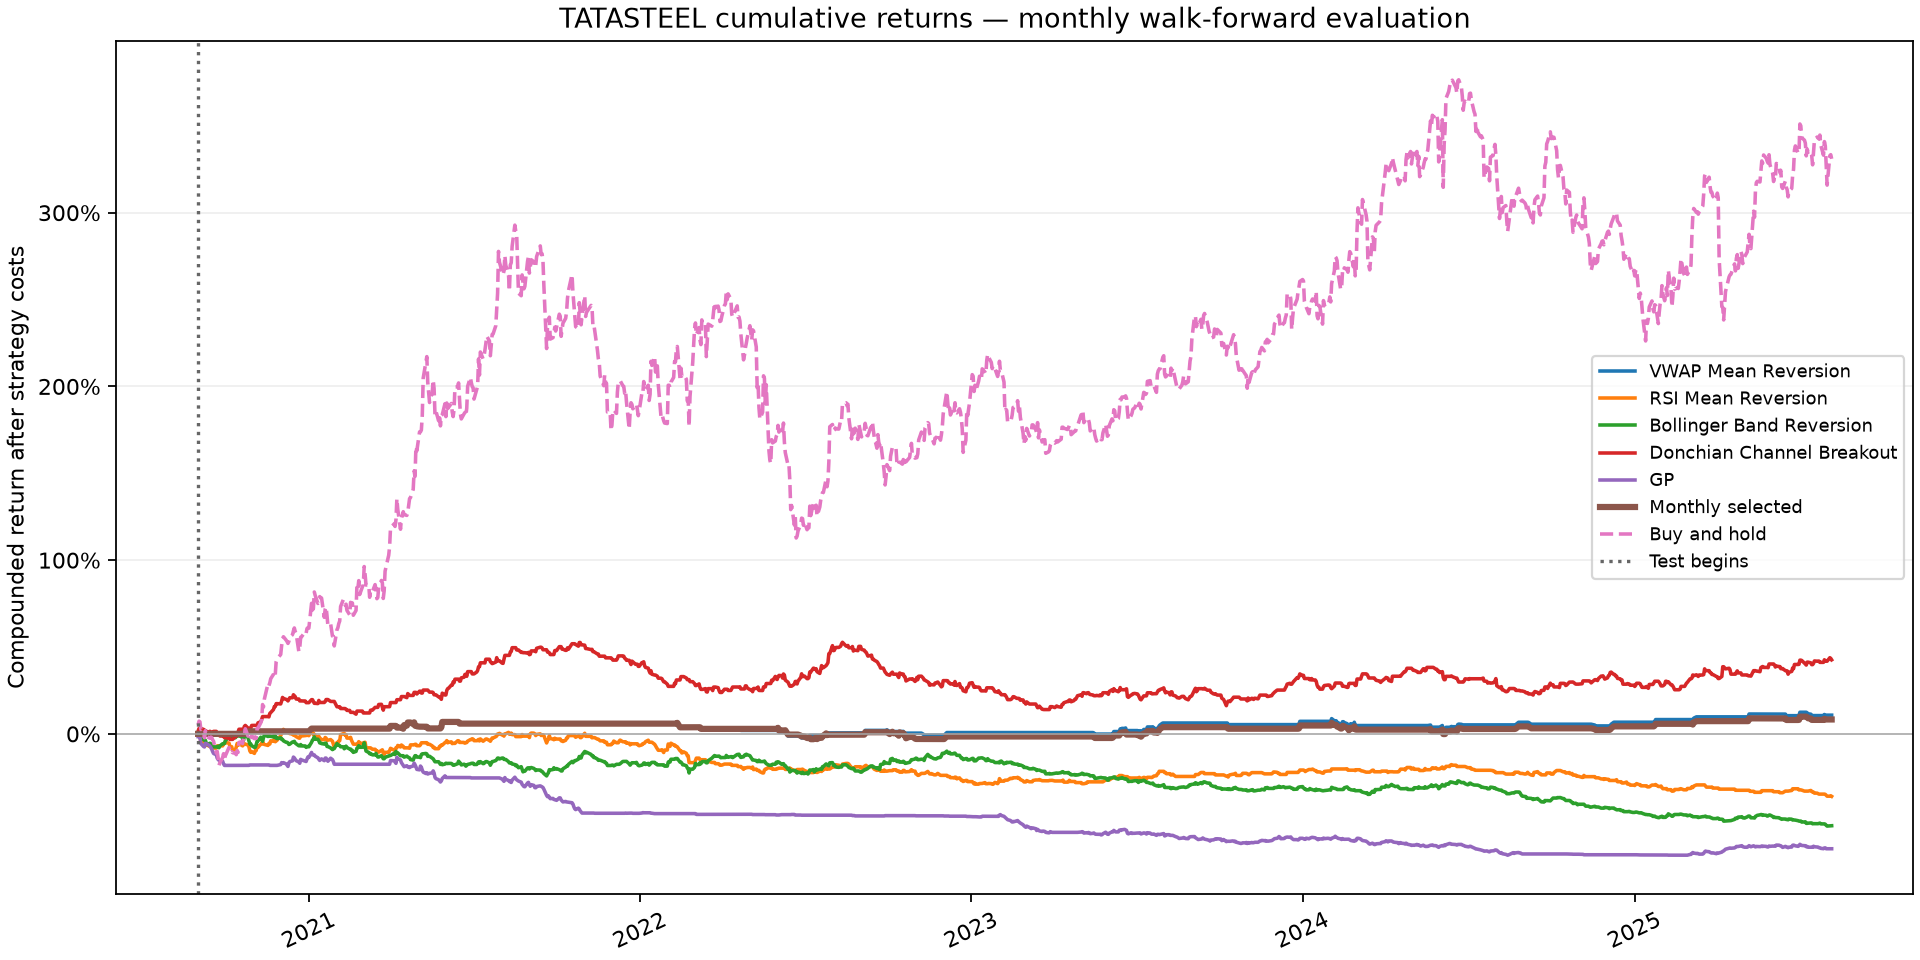 TATASTEEL cumulative returns — monthly walk-forward evaluation
Compounded return after strategy costs
300%
200%
100%
0%
VWAP Mean Reversion
RSI Mean Reversion
Bollinger Band Reversion
Donchian Channel Breakout
GP
Monthly selected
Buy and hold
Test begins
2021
2022
2023
2024
2025